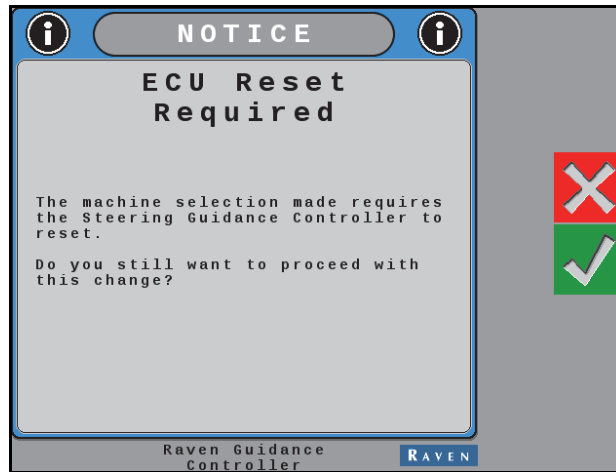 NOTICE
ECU Reset
Required
The machine selection made requires
the Steering Guidance Controller to
reset.
Do you still want to proceed with
this change?
Raven Guidance
Controller
RAVEN